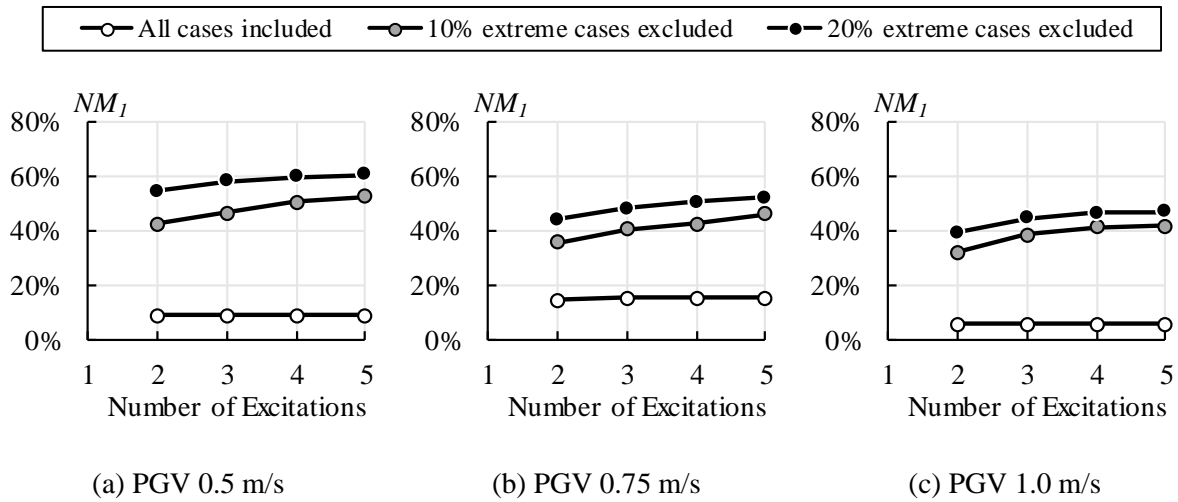 All cases included 10% extreme cases excluded 20% extreme cases excluded
NM1
80%
60%
40%
20%
0%
1 2 3 4 5
Number of Excitations
(a) PGV 0.5 m/s
NM1
80%
60%
40%
20%
0%
1 2 3 4 5
Number of Excitations
(b) PGV 0.75 m/s
NM1
80%
60%
40%
20%
0%
1 2 3 4 5
Number of Excitations
(c) PGV 1.0 m/s